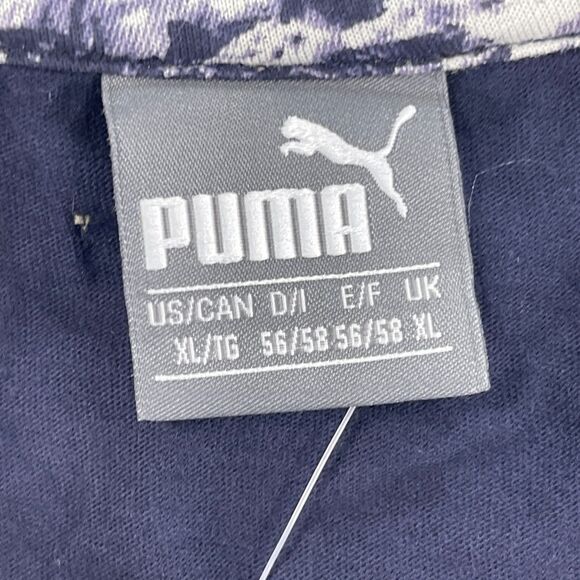 PUMA
US/CAN D/I E/F UK
XL/TG 56/58 56/58 XL